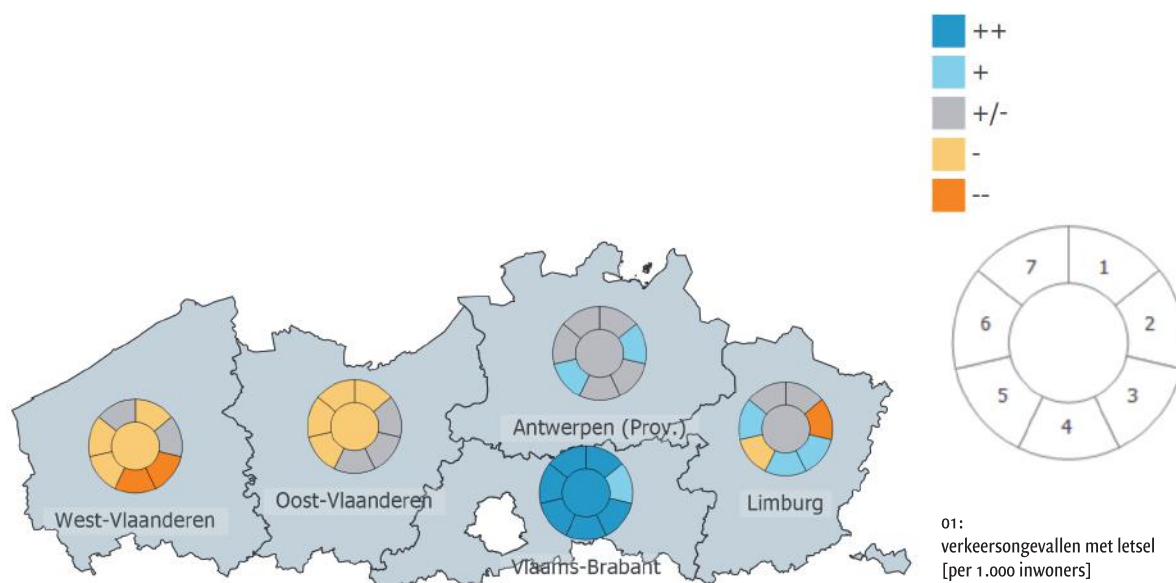 ++
+
+/-
-
--
7
1
6
2
5
3
4
Antwerpen (Prov.)
Oost-Vlaanderen
Limburg
West-Vlaanderen
Vlaams-Brabant
01:
verkeersongevallen met letsel
[per 1.000 inwoners]